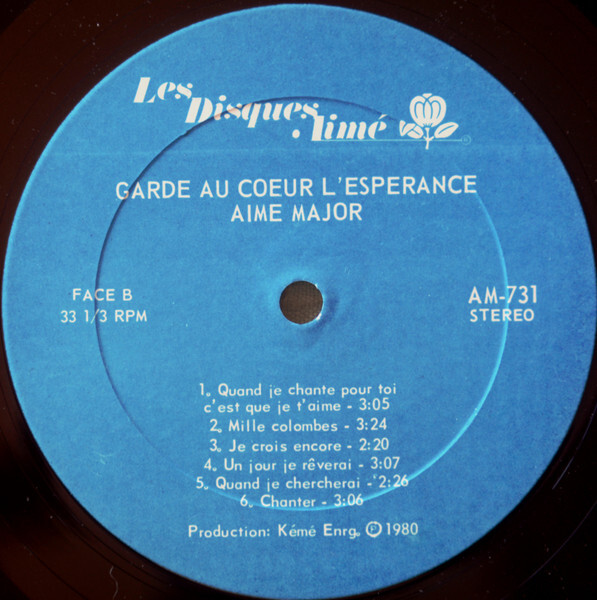 Les Disques Aimé
GARDE AU COEUR L'ESPERANCE
AIME MAJOR
FACE B
33 1/3 RPM
AM-731
STEREO
1. Quand je chante pour toi
c'est que je t'aime - 3:05
2. Mille colombes - 3:24
3. Je crois encore - 2:20
4. Un jour je rêverai - 3:07
5. Quand je chercherai - 2:26
6. Chanter - 3:06
Production: Kémé Enrg. ℗ 1980